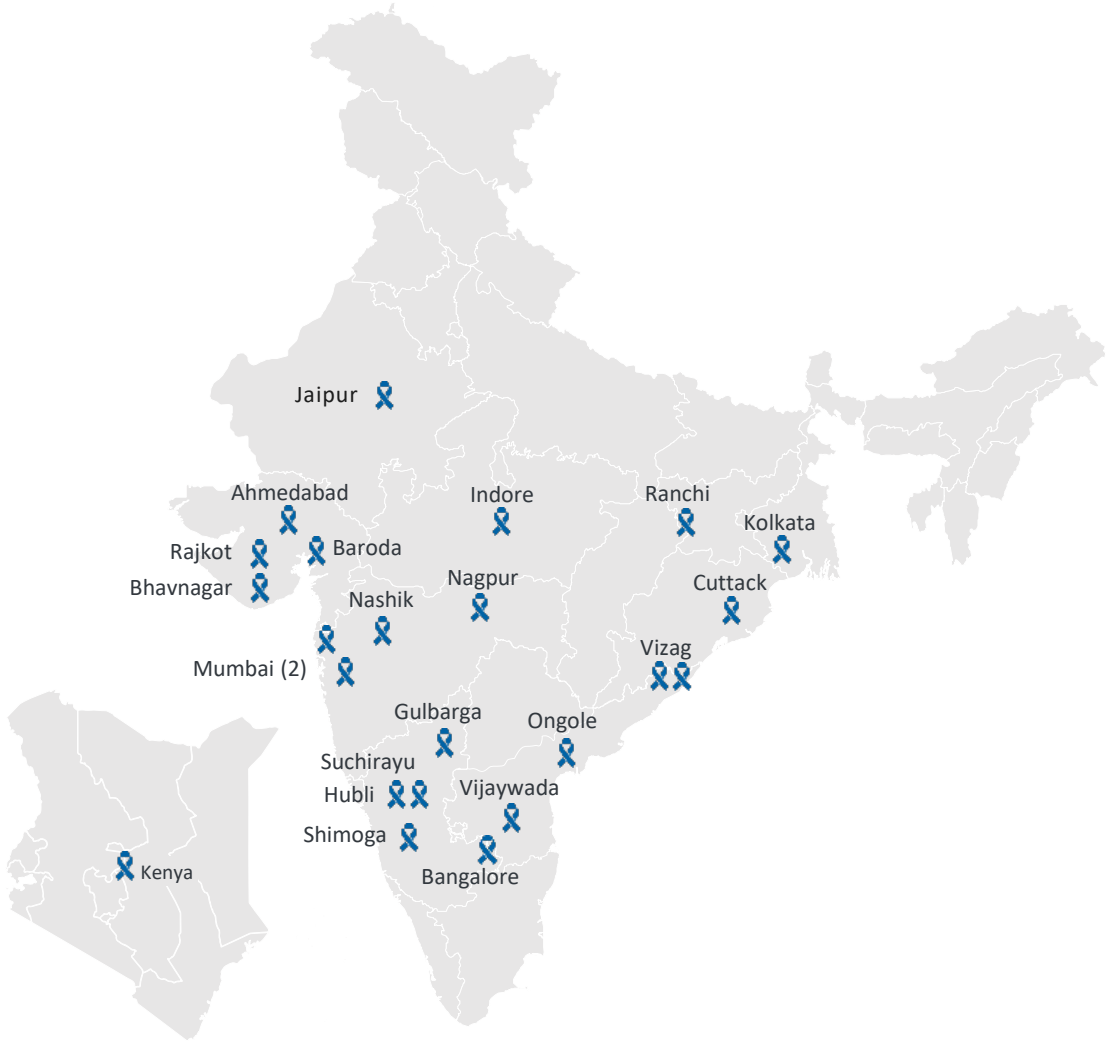 Jaipur
Ahmedabad
Indore
Ranchi
Kolkata
Rajkot
Baroda
Bhavnagar
Nagpur
Cuttack
Nashik
Vizag
Mumbai (2)
Gulbarga
Ongole
Suchirayu
Hubli
Vijaywada
Shimoga
Bangalore
Kenya